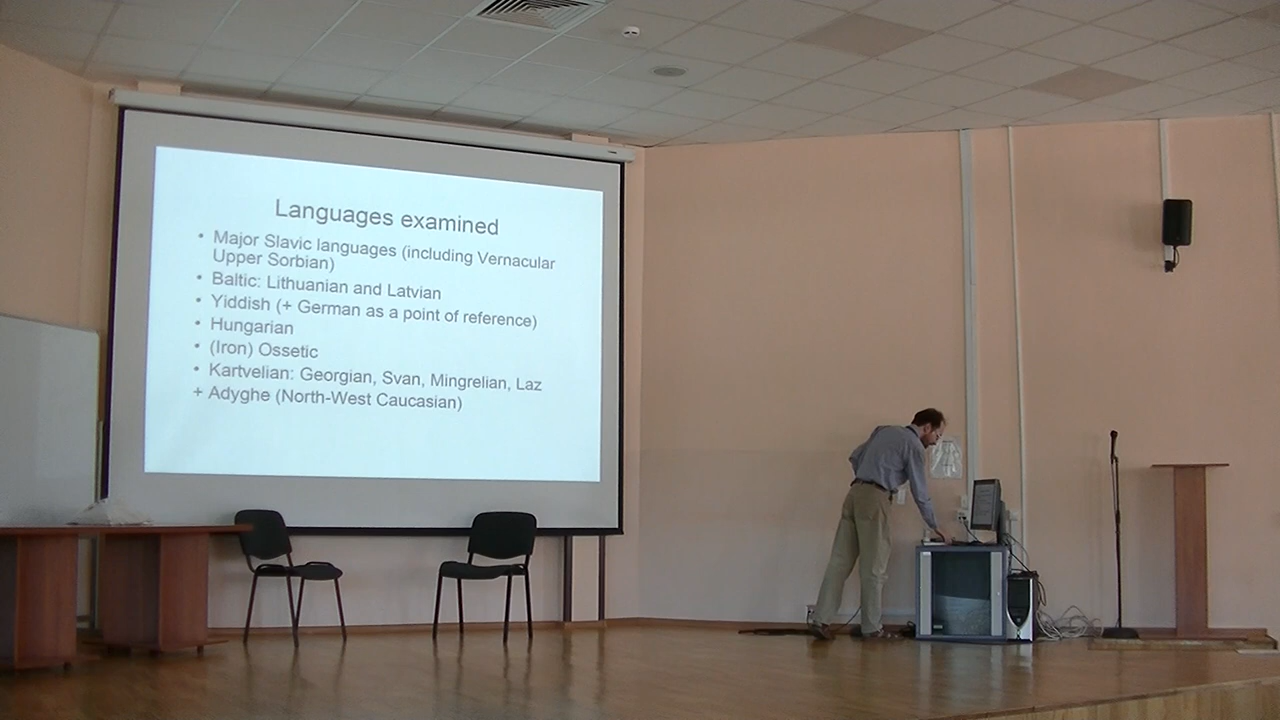 Languages examined
• Major Slavic languages (including Vernacular
Upper Sorbian)
• Baltic: Lithuanian and Latvian
• Yiddish (+ German as a point of reference)
• Hungarian
• (Iron) Ossetic
• Kartvelian: Georgian, Svan, Mingrelian, Laz
+ Adyghe (North-West Caucasian)